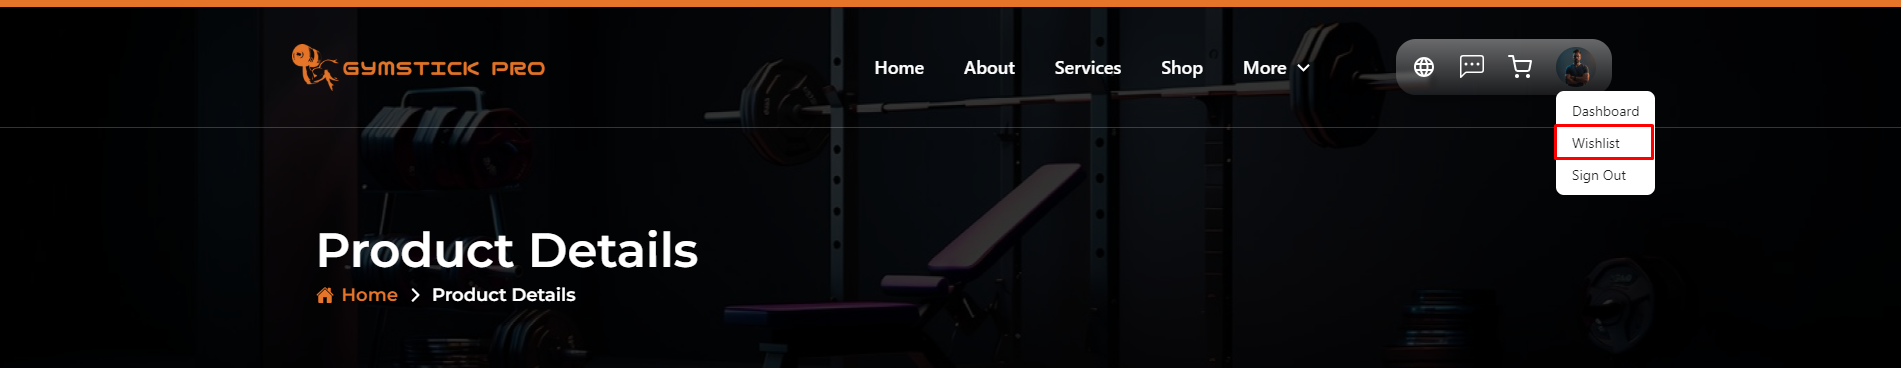 GYMSTICK PRO
Home About Services Shop More
Dashboard
Wishlist
Sign Out
Product Details
Home > Product Details